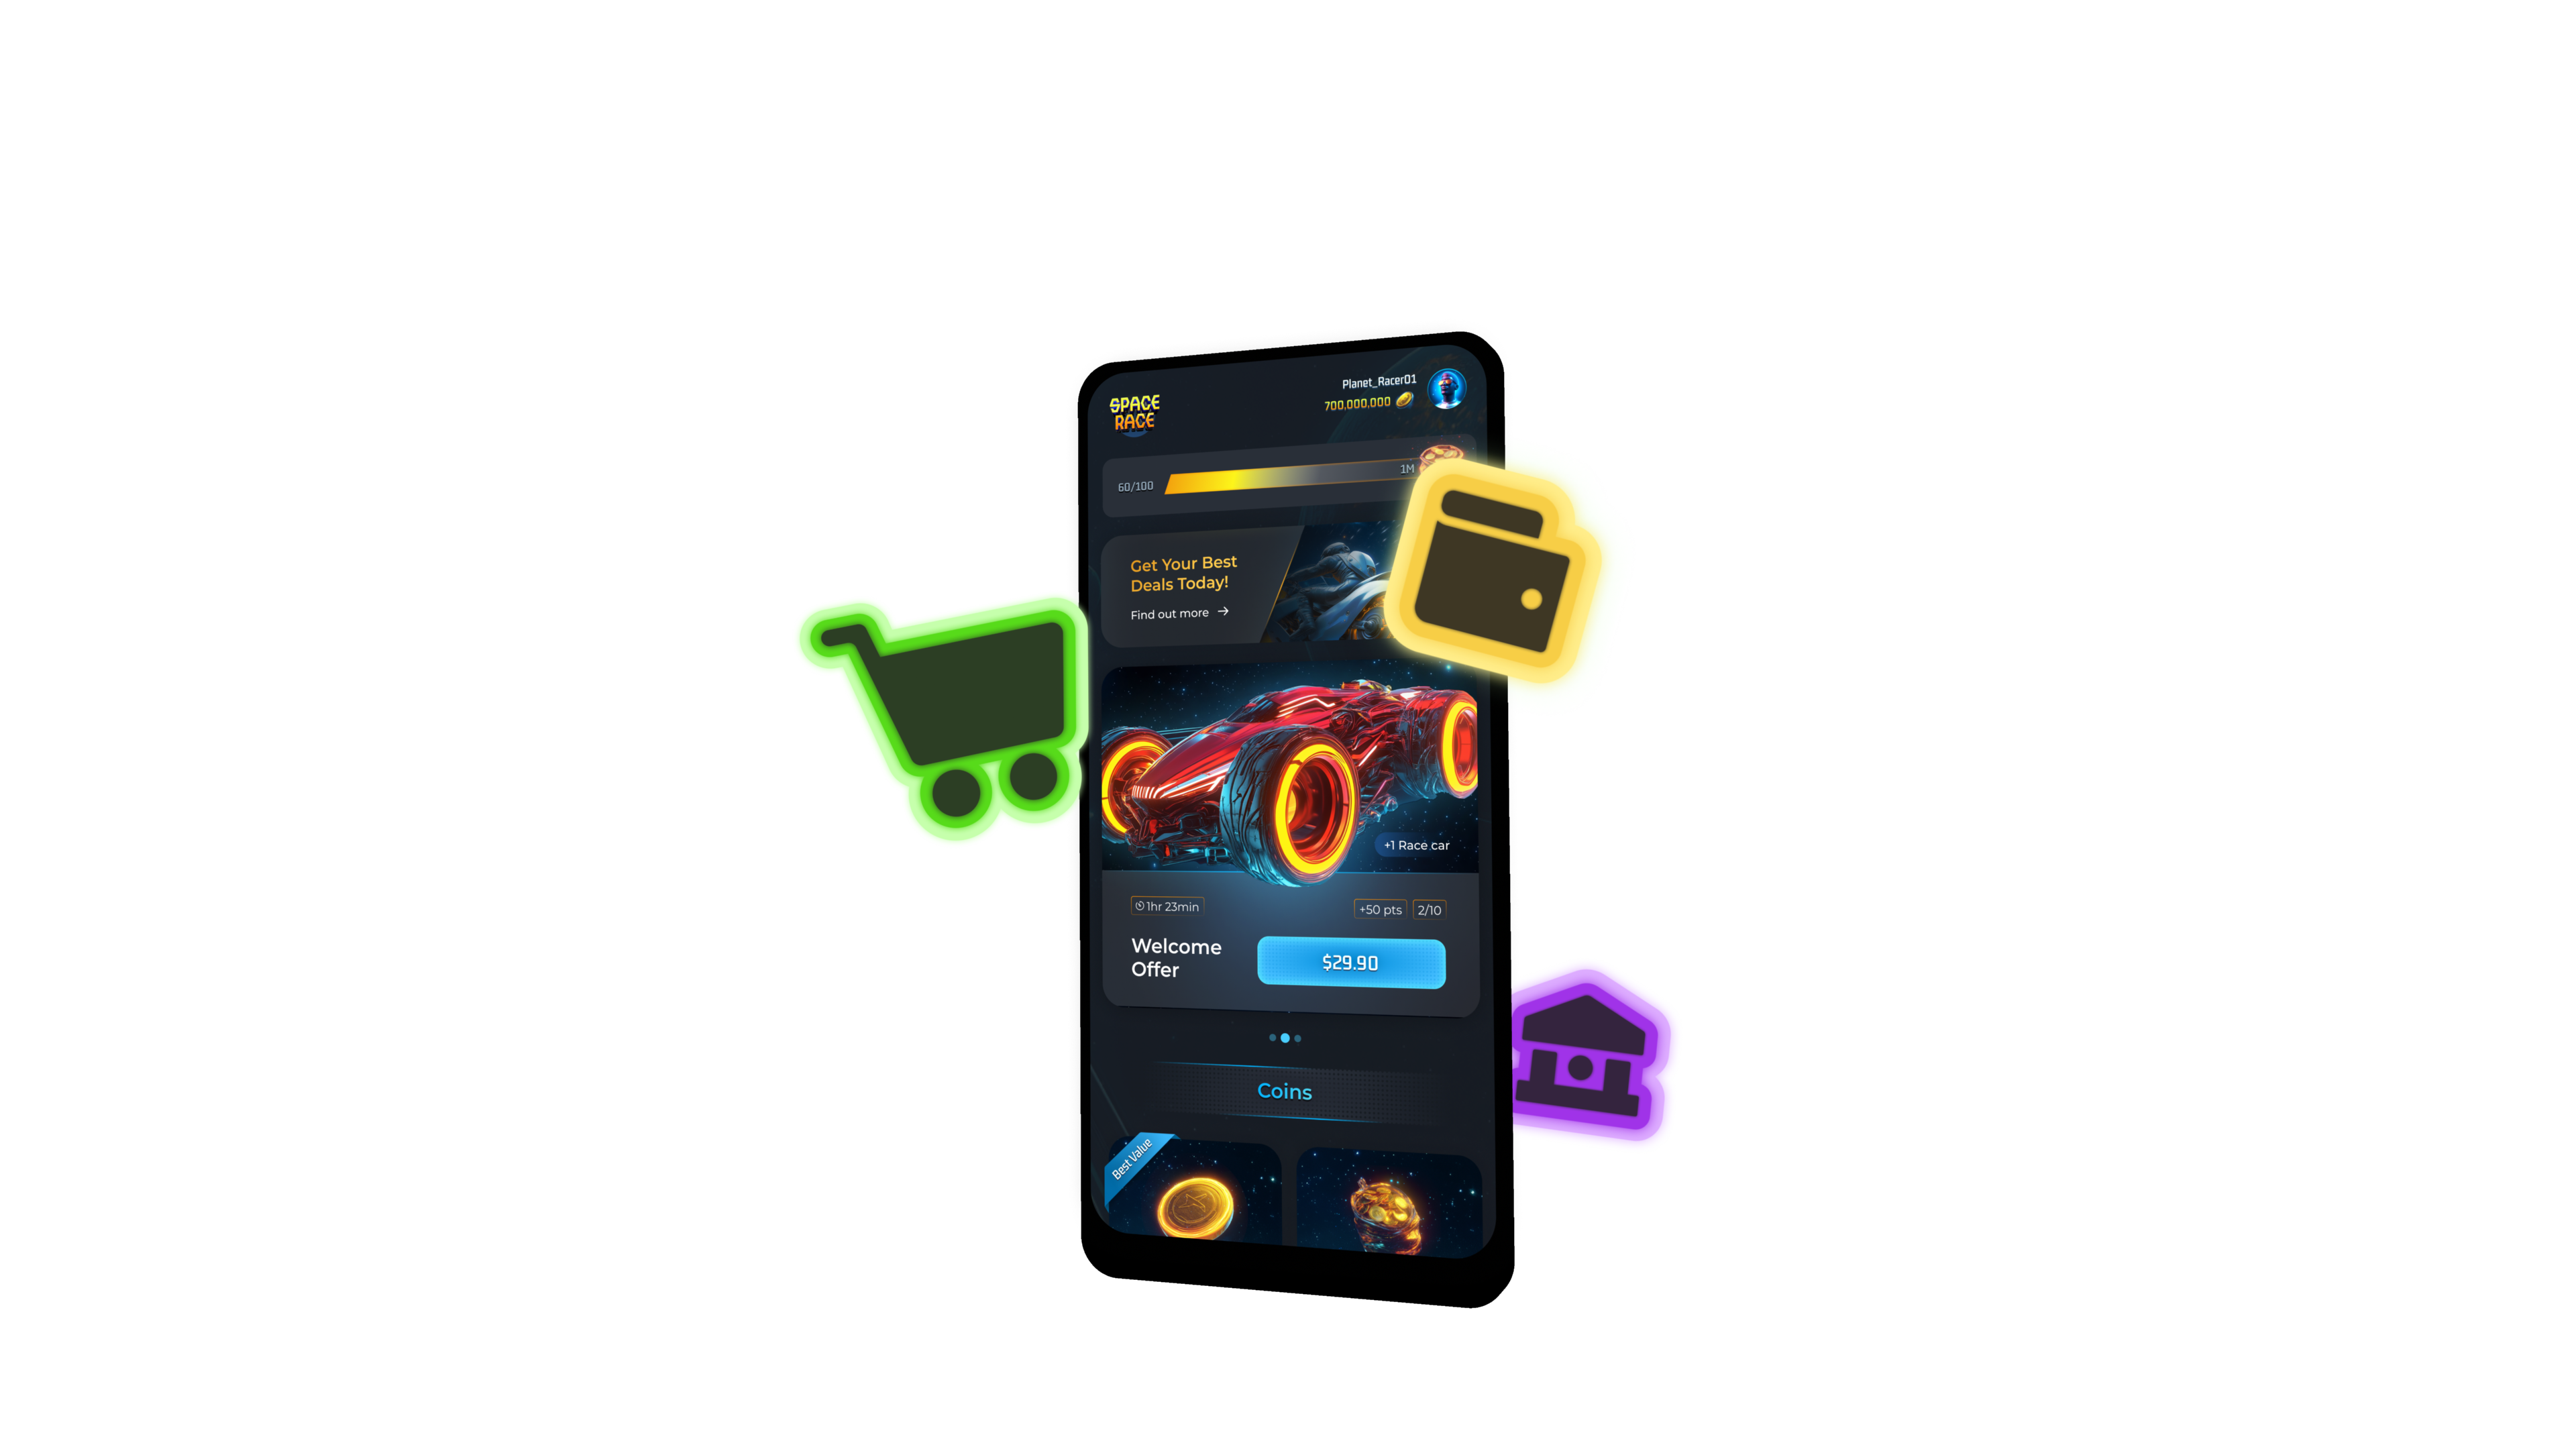 SPACE
RACE
Planet_Racer01
700,000,000
60/100
1M
Get Your Best
Deals Today!
Find out more
+1 Race car
1hr 23min
+50 pts
2/10
Welcome
Offer
$29.90
Coins
Best Value